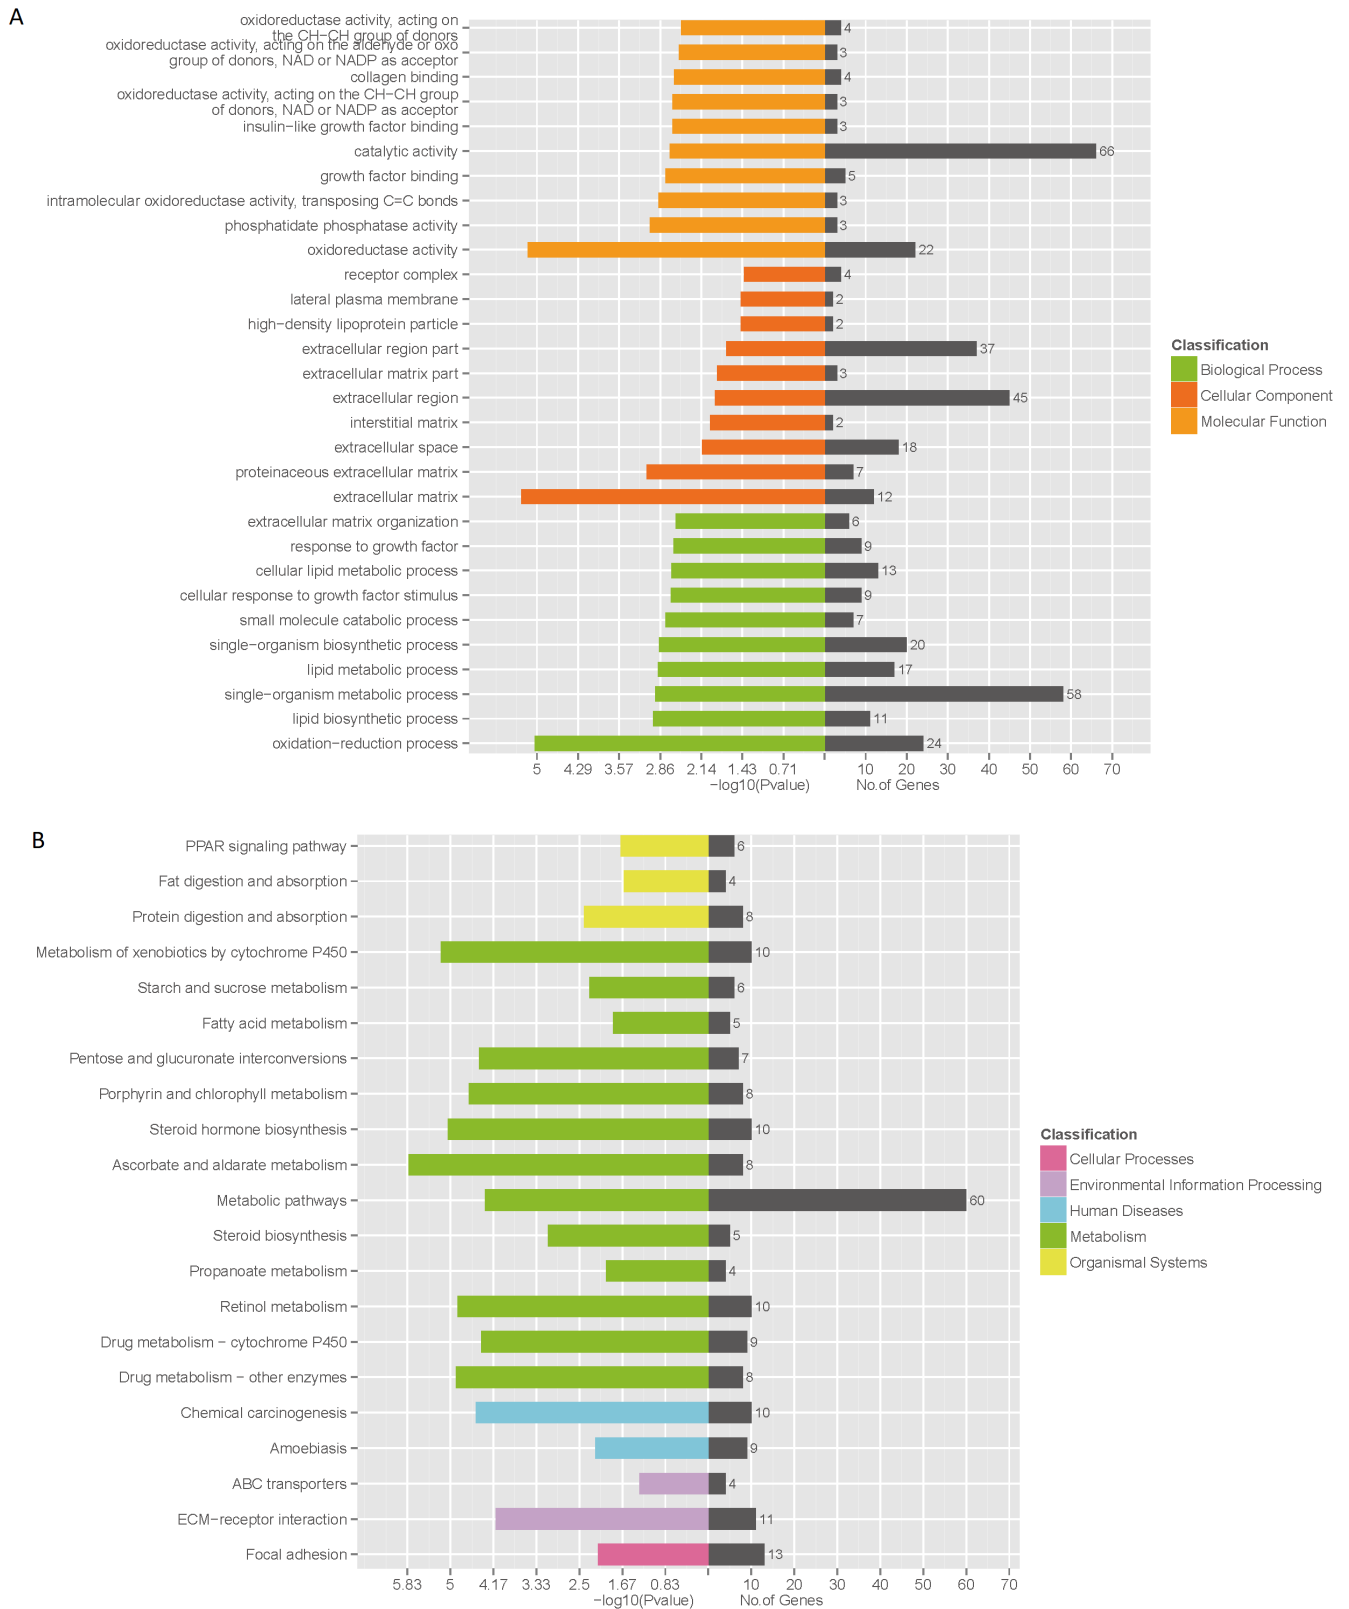 A
oxidoreductase activity, acting on
the CH−CH group of donors
4
oxidoreductase activity, acting on the aldehyde or oxo
group of donors, NAD or NADP as acceptor
3
collagen binding
4
oxidoreductase activity, acting on the CH−CH group
of donors, NAD or NADP as acceptor
3
insulin−like growth factor binding
3
catalytic activity
66
growth factor binding
5
intramolecular oxidoreductase activity, transposing C=C bonds
3
phosphatidate phosphatase activity
3
oxidoreductase activity
22
receptor complex
4
lateral plasma membrane
2
high−density lipoprotein particle
2
extracellular region part
37
extracellular matrix part
3
extracellular region
45
interstitial matrix
2
extracellular space
18
proteinaceous extracellular matrix
7
extracellular matrix
12
extracellular matrix organization
6
response to growth factor
9
cellular lipid metabolic process
13
cellular response to growth factor stimulus
9
small molecule catabolic process
7
single−organism biosynthetic process
20
lipid metabolic process
17
single−organism metabolic process
58
lipid biosynthetic process
11
oxidation−reduction process
24
5 4.29 3.57 2.86 2.14 1.43 0.71 10 20 30 40 50 60 70
−log10(Pvalue) No.of Genes
Classification
Biological Process
Cellular Component
Molecular Function
B
PPAR signaling pathway
6
Fat digestion and absorption
4
Protein digestion and absorption
8
Metabolism of xenobiotics by cytochrome P450
10
Starch and sucrose metabolism
6
Fatty acid metabolism
5
Pentose and glucuronate interconversions
7
Porphyrin and chlorophyll metabolism
8
Steroid hormone biosynthesis
10
Ascorbate and aldarate metabolism
8
Metabolic pathways
60
Steroid biosynthesis
5
Propanoate metabolism
4
Retinol metabolism
10
Drug metabolism − cytochrome P450
9
Drug metabolism − other enzymes
8
Chemical carcinogenesis
10
Amoebiasis
9
ABC transporters
4
ECM−receptor interaction
11
Focal adhesion
13
5.83 5 4.17 3.33 2.5 1.67 0.83 10 20 30 40 50 60 70
−log10(Pvalue) No.of Genes
Classification
Cellular Processes
Environmental Information Processing
Human Diseases
Metabolism
Organismal Systems